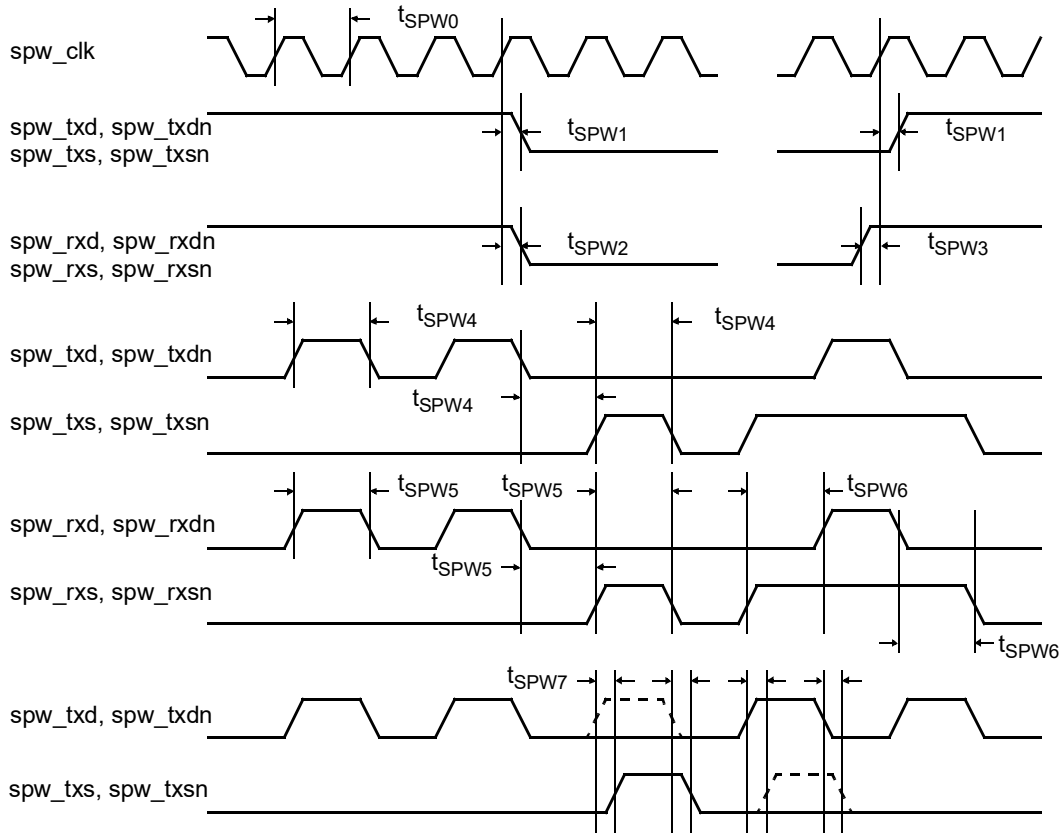 tSPW0
spw_clk
spw_txd, spw_txdn
spw_txs, spw_txsn
tSPW1
tSPW1
spw_rxd, spw_rxdn
spw_rxs, spw_rxsn
tSPW2
tSPW3
tSPW4
tSPW4
spw_txd, spw_txdn
tSPW4
spw_txs, spw_txsn
tSPW5
tSPW5
tSPW6
spw_rxd, spw_rxdn
tSPW5
spw_rxs, spw_rxsn
tSPW6
tSPW7
spw_txd, spw_txdn
spw_txs, spw_txsn